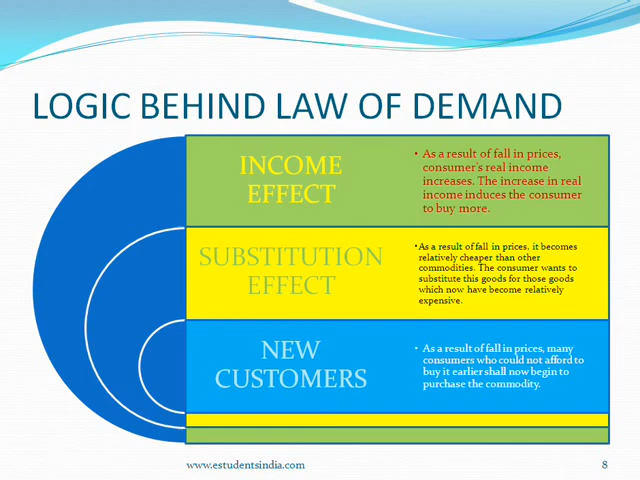 LOGIC BEHIND LAW OF DEMAND
INCOME
EFFECT
• As a result of fall in prices,
consumer's real income
increases. The increase in real
income induces the consumer
to buy more.
SUBSTITUTION
EFFECT
•As a result of fall in prices, it becomes
relatively cheaper than other
commodities. The consumer wants to
substitute this goods for those goods
which now have become relatively
expensive.
NEW
CUSTOMERS
• As a result of fall in prices, many
consumers who could not afford to
buy it earlier shall now begin to
purchase the commodity.
www.estudentsindia.com
8